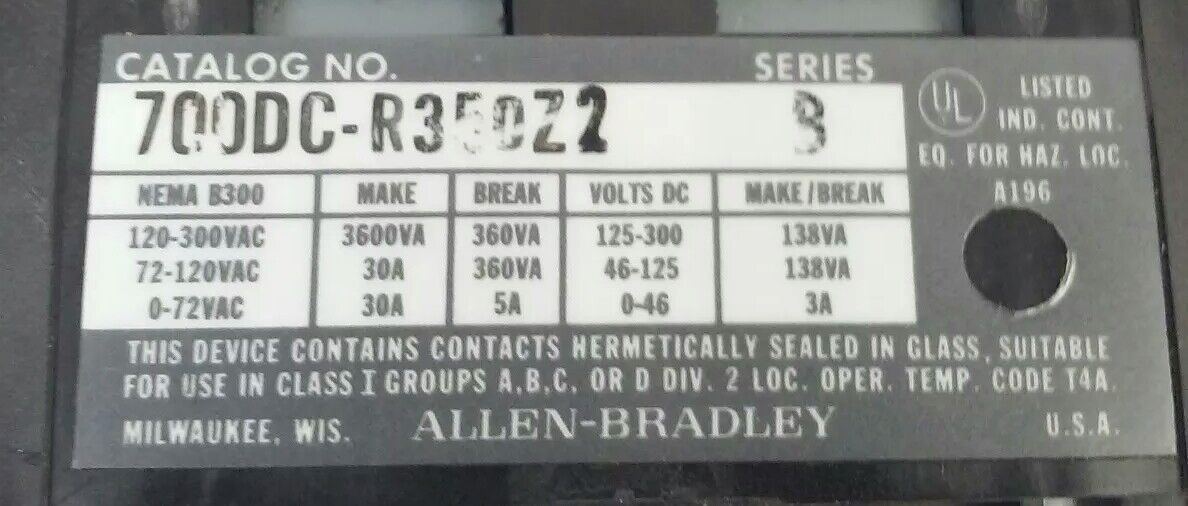 CATALOG NO. SERIES
700DC-R350Z2 B
UL LISTED
IND. CONT.
EQ. FOR HAZ. LOC.
A196
NEMA B300 MAKE BREAK VOLTS DC MAKE/BREAK
120-300VAC 3600VA 360VA 125-300 138VA
72-120VAC 30A 360VA 46-125 138VA
0-72VAC 30A 5A 0-46 3A
THIS DEVICE CONTAINS CONTACTS HERMETICALLY SEALED IN GLASS, SUITABLE
FOR USE IN CLASS I GROUPS A,B,C, OR D DIV. 2 LOC. OPER. TEMP. CODE T4A.
MILWAUKEE, WIS. ALLEN-BRADLEY U.S.A.